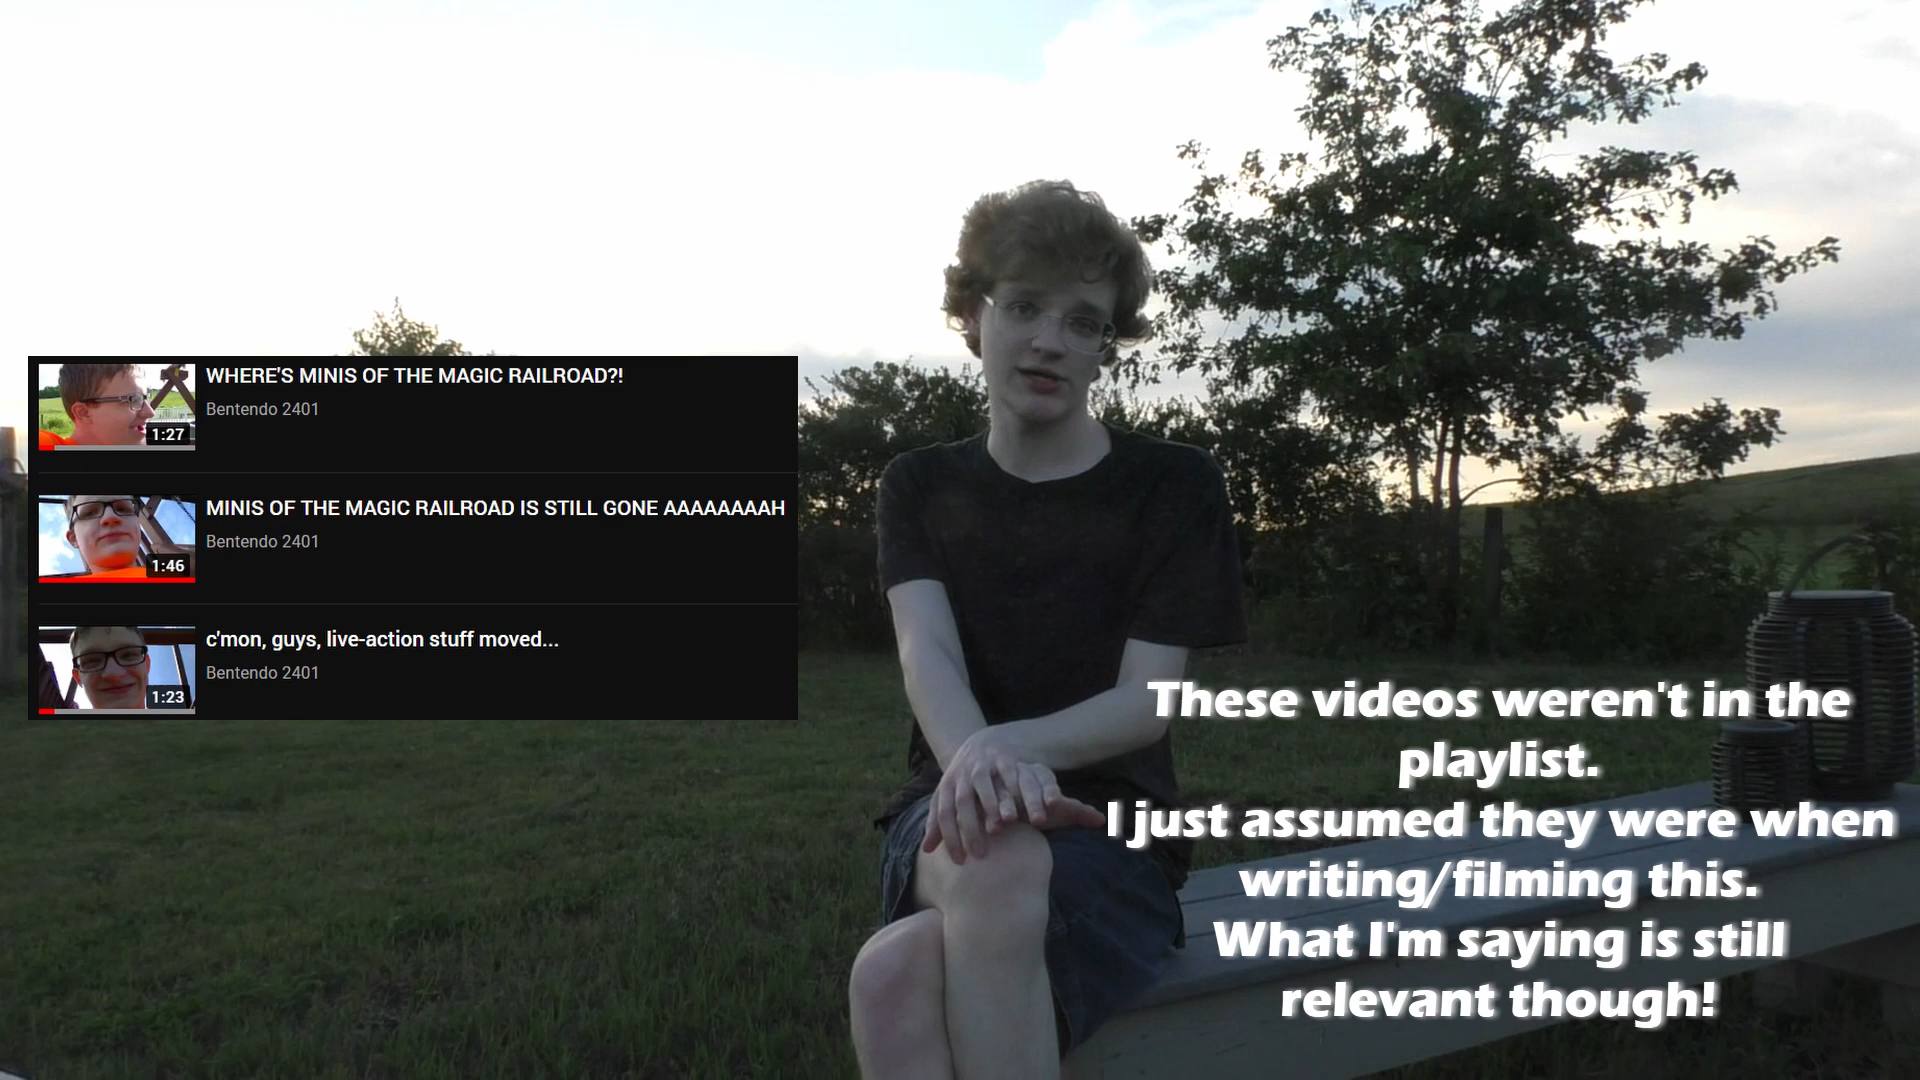 WHERE'S MINIS OF THE MAGIC RAILROAD?!
Bentendo 2401
1:27
MINIS OF THE MAGIC RAILROAD IS STILL GONE AAAAAAAAH
Bentendo 2401
1:46
c'mon, guys, live-action stuff moved...
Bentendo 2401
1:23
These videos weren't in the
playlist.
I just assumed they were when
writing/filming this.
What I'm saying is still
relevant though!